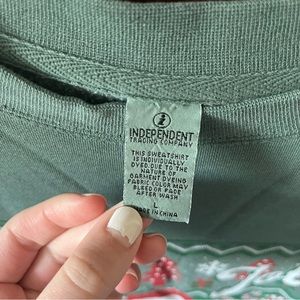 INDEPENDENT
TRADING COMPANY
THIS SWEATSHIRT
IS INDIVIDUALLY
DYED. DUE TO THE
NATURE OF
GARMENT DYEING
FABRIC COLOR MAY
BLEED OR FADE
AFTER WASH
L
MADE IN CHINA